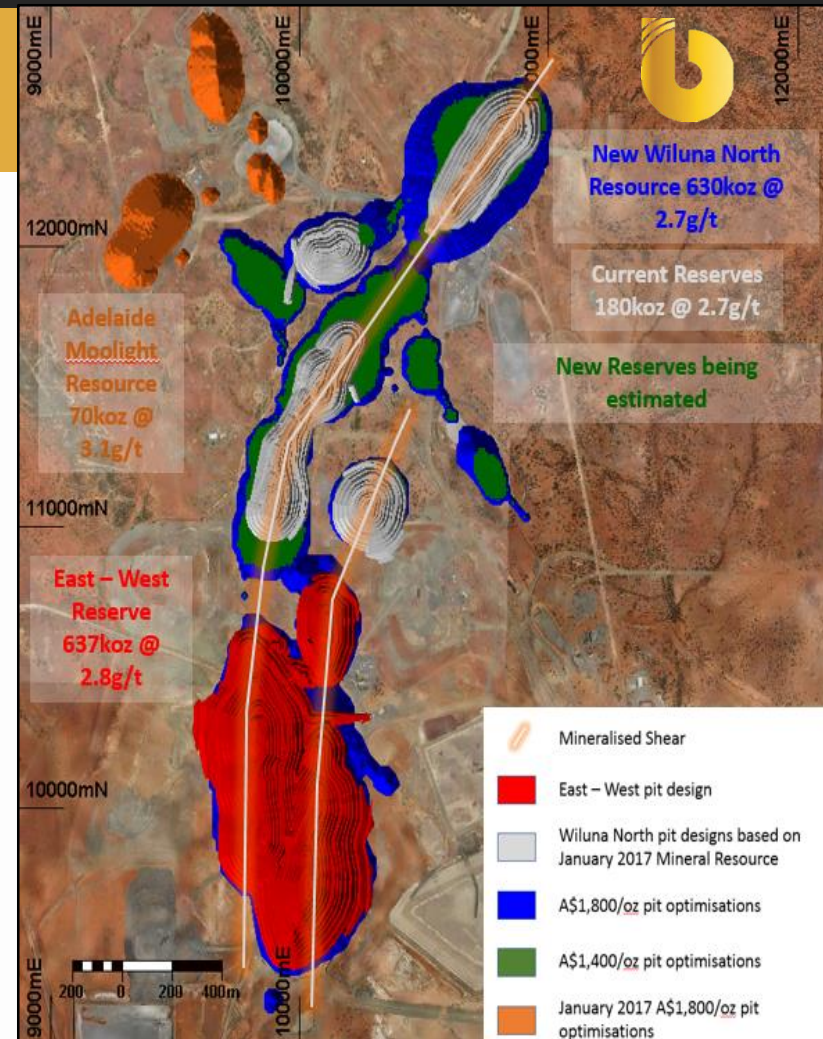 9000mE
10000mE
000mE
12000mE
New Wiluna North
Resource 630koz @
2.7g/t
12000mN
Current Reserves
180koz @ 2.7g/t
Adelaide
Moolight
Resource
70koz @
3.1g/t
New Reserves being
estimated
11000mN
East – West
Reserve
637koz @
2.8g/t
10000mN
Mineralised Shear
East – West pit design
Wiluna North pit designs based on
January 2017 Mineral Resource
A$1,800/oz pit optimisations
A$1,400/oz pit optimisations
January 2017 A$1,800/oz pit
optimisations
200 0 200 400m
9000mE
10000mE